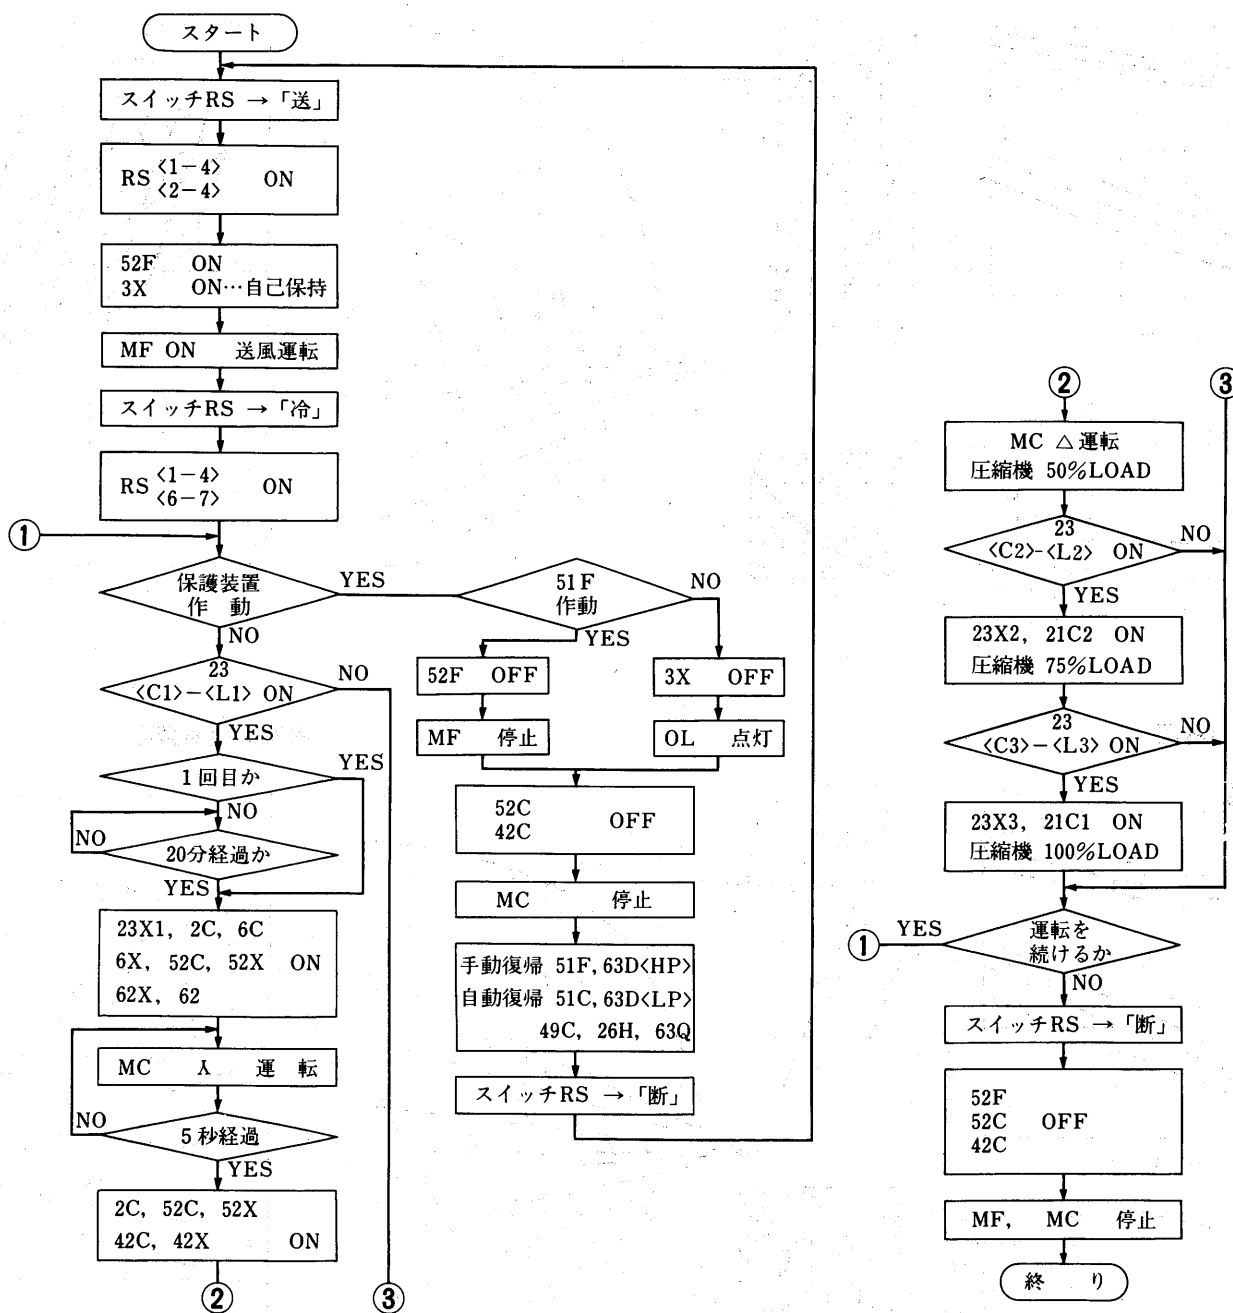 スタート
スイッチRS → 「送」
RS 〈1−4〉 ON
〈2−4〉
52F ON
3X ON…自己保持
MF ON 送風運転
スイッチRS → 「冷」
RS 〈1−4〉 ON
〈6−7〉
①
保護装置
作 動
YES
NO
23
〈C1〉−〈L1〉 ON
NO
YES
1回目か
YES
NO
20分経過か
NO
YES
23X1, 2C, 6C
6X, 52C, 52X ON
62X, 62
MC 人 運 転
5秒経過
NO
YES
2C, 52C, 52X
42C, 42X ON
②
③
51F
作動
NO
YES
52F OFF
MF 停止
3X OFF
OL 点灯
52C
42C OFF
MC 停止
手動復帰 51F, 63D〈HP〉
自動復帰 51C, 63D〈LP〉
49C, 26H, 63Q
スイッチRS → 「断」
②
③
MC △ 運転
圧縮機 50%LOAD
23
〈C2〉−〈L2〉 ON
NO
YES
23X2, 21C2 ON
圧縮機 75%LOAD
23
〈C3〉−〈L3〉 ON
NO
YES
23X3, 21C1 ON
圧縮機 100%LOAD
運転を
続けるか
YES
①
NO
スイッチRS → 「断」
52F
52C OFF
42C
MF, MC 停止
終 り